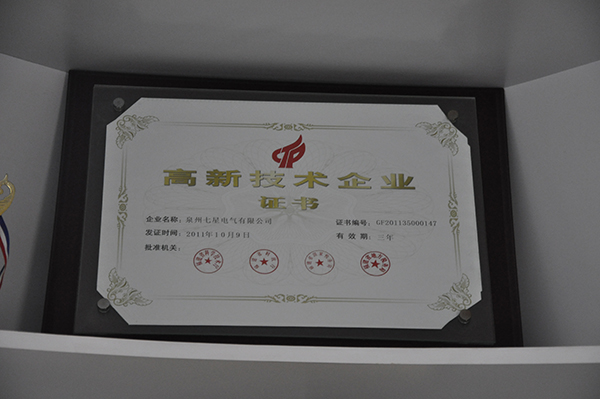 高新技术企业
证书
企业名称：泉州七星电气有限公司 证书编号：GF201135000147
发证时间：2011年10月9日 有 效 期：三年
批准机关：